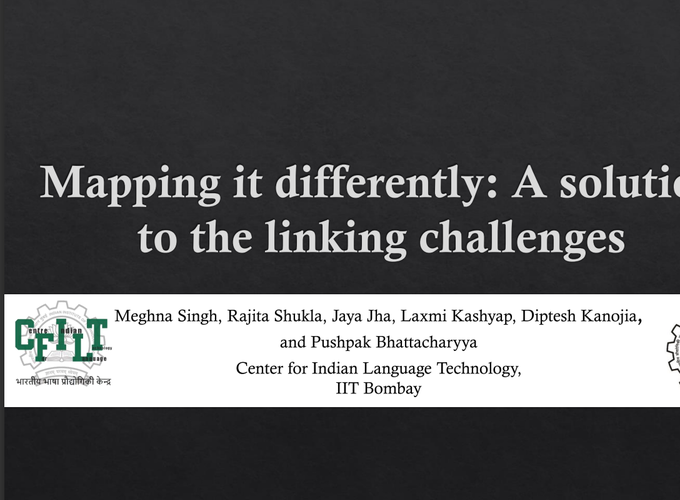 Mapping it differently: A solutio
to the linking challenges
Meghna Singh, Rajita Shukla, Jaya Jha, Laxmi Kashyap, Diptesh Kanojia,
and Pushpak Bhattacharyya
Center for Indian Language Technology,
IIT Bombay
CFILT
Centre Indian
भारतीय भाषा प्रौद्योगिकी केन्द्र